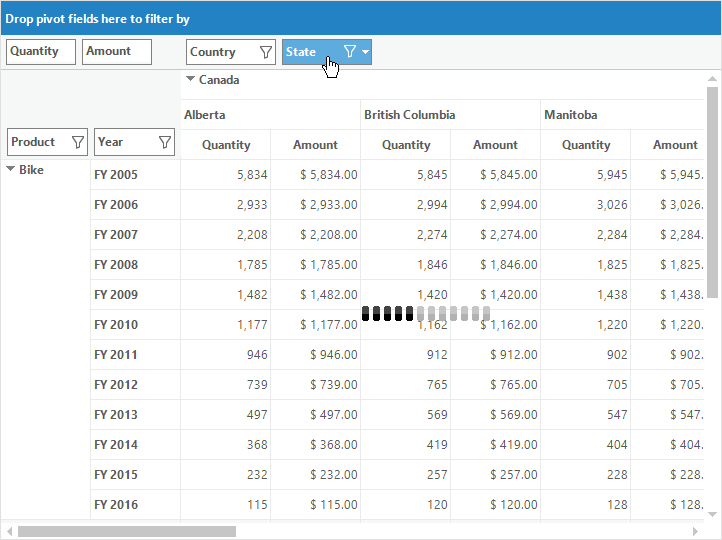 Drop pivot fields here to filter by
Quantity Amount Country State
Canada
Alberta British Columbia Manitoba
Product Year Quantity Amount Quantity Amount Quantity Amount
Bike FY 2005 5,834 $ 5,834.00 5,845 $ 5,845.00 5,945 $ 5,945.
FY 2006 2,933 $ 2,933.00 2,994 $ 2,994.00 3,026 $ 3,026.
FY 2007 2,208 $ 2,208.00 2,274 $ 2,274.00 2,284 $ 2,284.
FY 2008 1,785 $ 1,785.00 1,846 $ 1,846.00 1,825 $ 1,825.
FY 2009 1,482 $ 1,482.00 1,420 $ 1,420.00 1,438 $ 1,438.
FY 2010 1,177 $ 1,177.00 1,162 $ 1,162.00 1,220 $ 1,220.
FY 2011 946 $ 946.00 912 $ 912.00 902 $ 902.
FY 2012 739 $ 739.00 765 $ 765.00 705 $ 705.
FY 2013 497 $ 497.00 569 $ 569.00 547 $ 547.
FY 2014 368 $ 368.00 419 $ 419.00 404 $ 404.
FY 2015 232 $ 232.00 257 $ 257.00 228 $ 228.
FY 2016 115 $ 115.00 120 $ 120.00 128 $ 128.